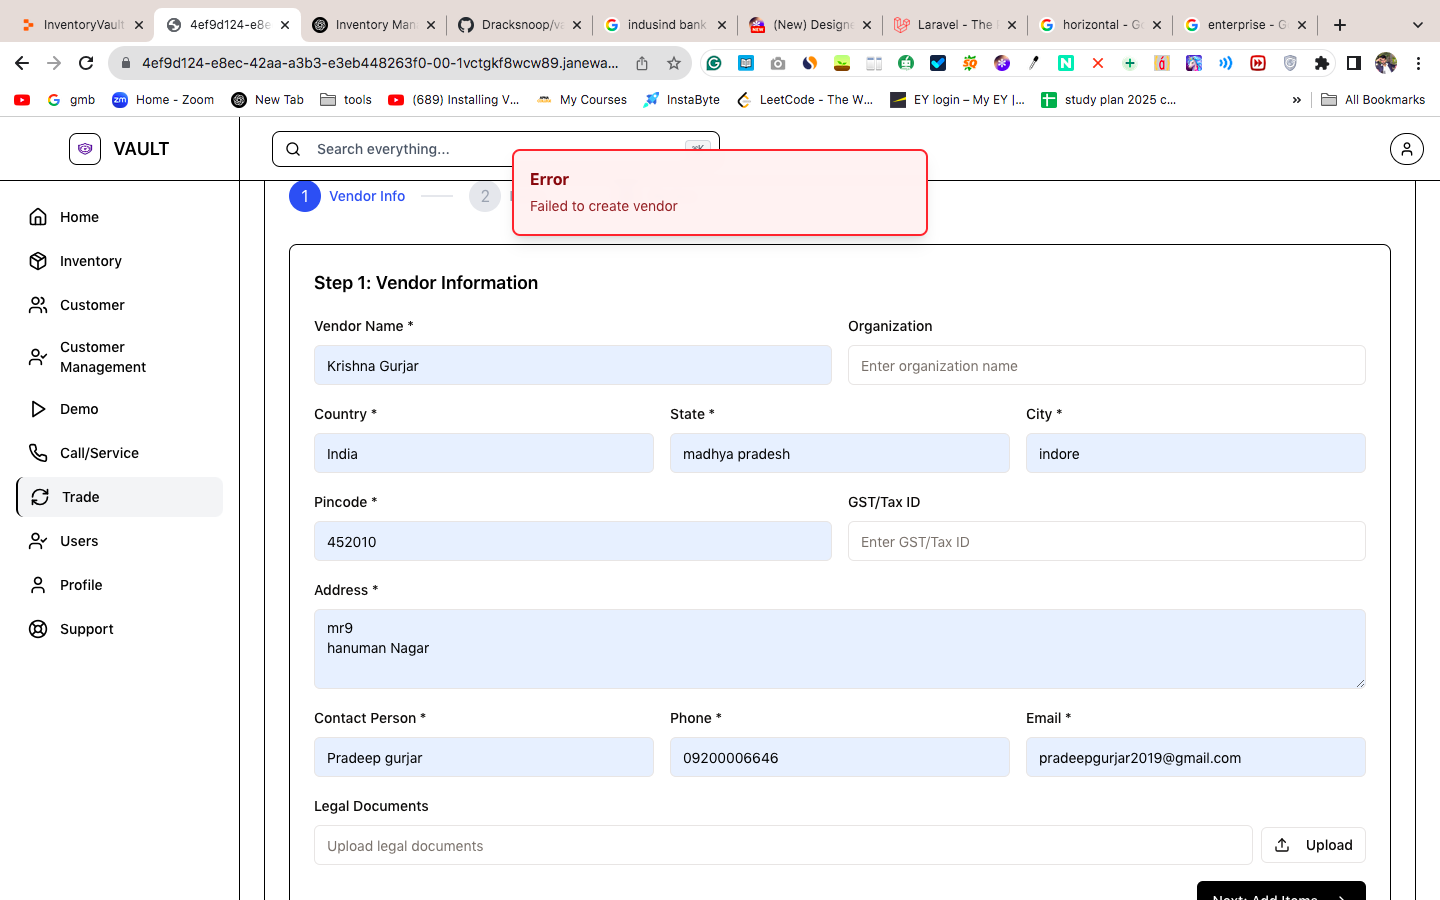 InventoryVault
4ef9d124-e8e
Inventory Man
Dracksnoop/va
indusind bank
(New) Designe
Laravel - The
horizontal - Go
enterprise - G
4ef9d124-e8ec-42aa-a3b3-e3eb448263f0-00-1vctgkf8wcw89.janewa...
gmb
Home - Zoom
New Tab
tools
(689) Installing V...
My Courses
InstaByte
LeetCode - The W...
EY login – My EY |...
study plan 2025 c...
»
All Bookmarks
VAULT
Search everything...
Error
Failed to create vendor
1 Vendor Info
2
Home
Inventory
Customer
Customer
Management
Demo
Call/Service
Trade
Users
Profile
Support
Step 1: Vendor Information
Vendor Name *
Organization
Krishna Gurjar
Enter organization name
Country *
State *
City *
India
madhya pradesh
indore
Pincode *
GST/Tax ID
452010
Enter GST/Tax ID
Address *
mr9
hanuman Nagar
Contact Person *
Phone *
Email *
Pradeep gurjar
09200006646
pradeepgurjar2019@gmail.com
Legal Documents
Upload legal documents
Upload
Next: Add Items